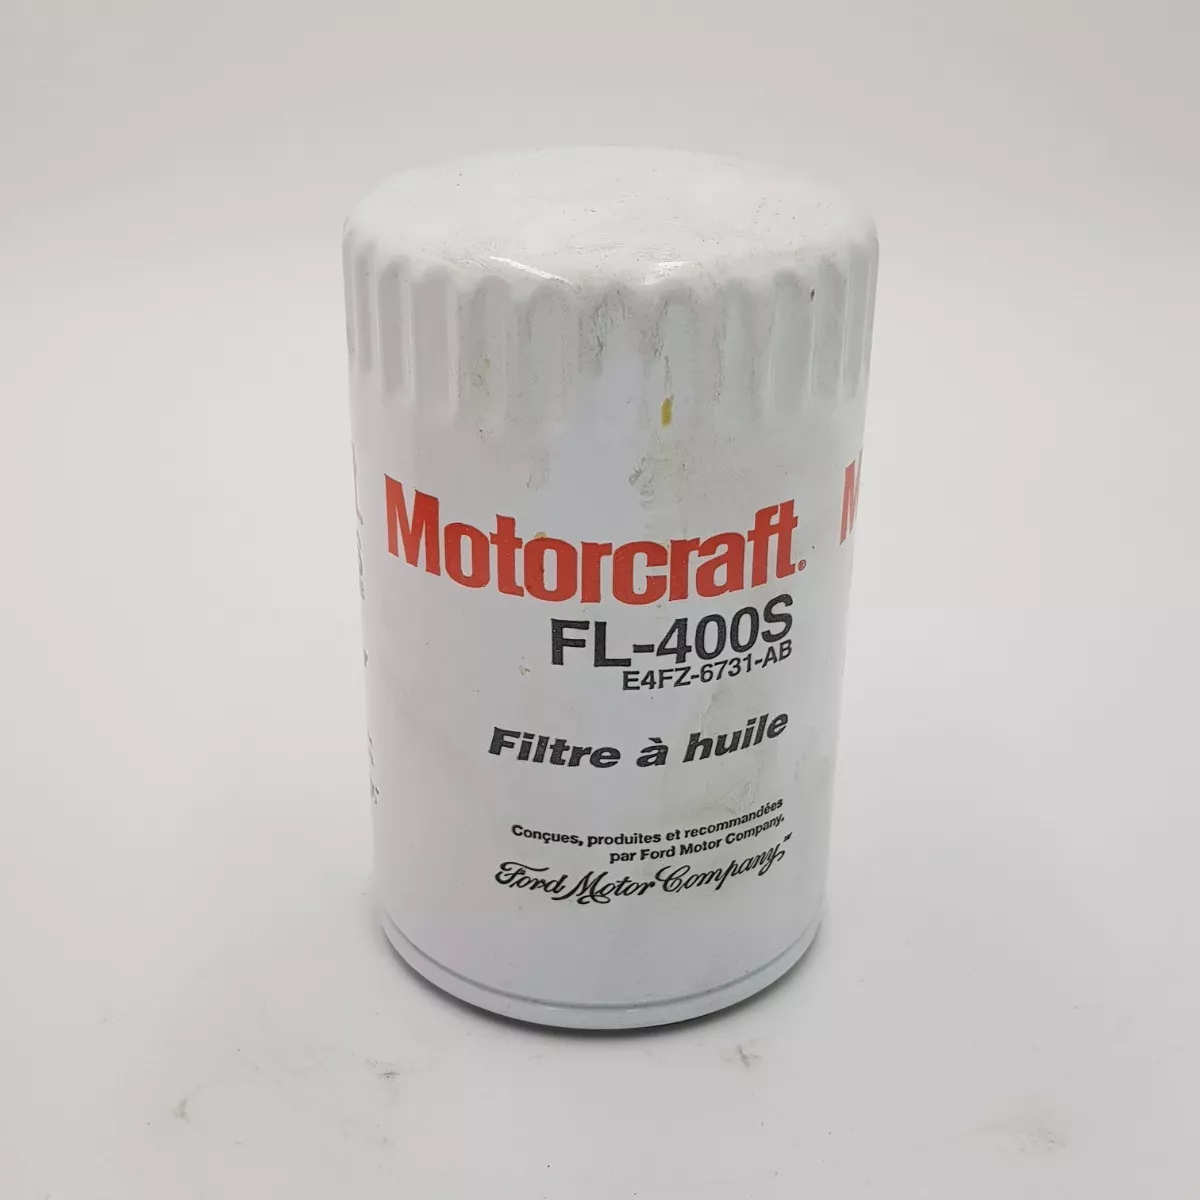 Motorcraft®
FL-400S
E4FZ-6731-AB
Filtre à huile
Conçues, produites et recommandées
par Ford Motor Company.
Ford Motor Company™
M